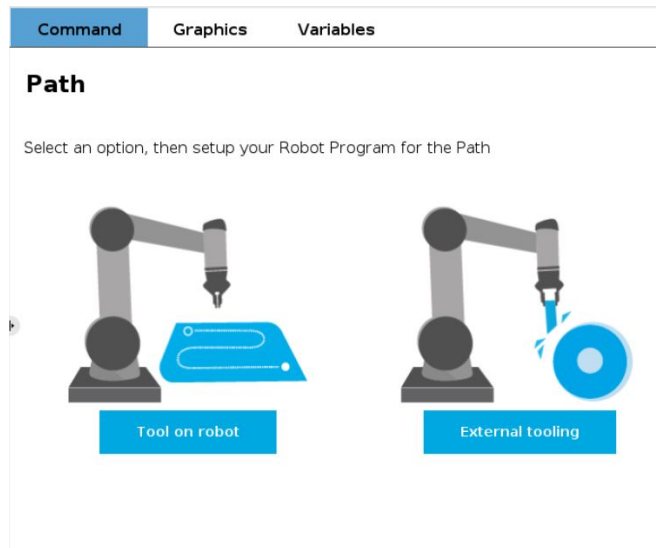 Command Graphics Variables
Path
Select an option, then setup your Robot Program for the Path
Tool on robot External tooling